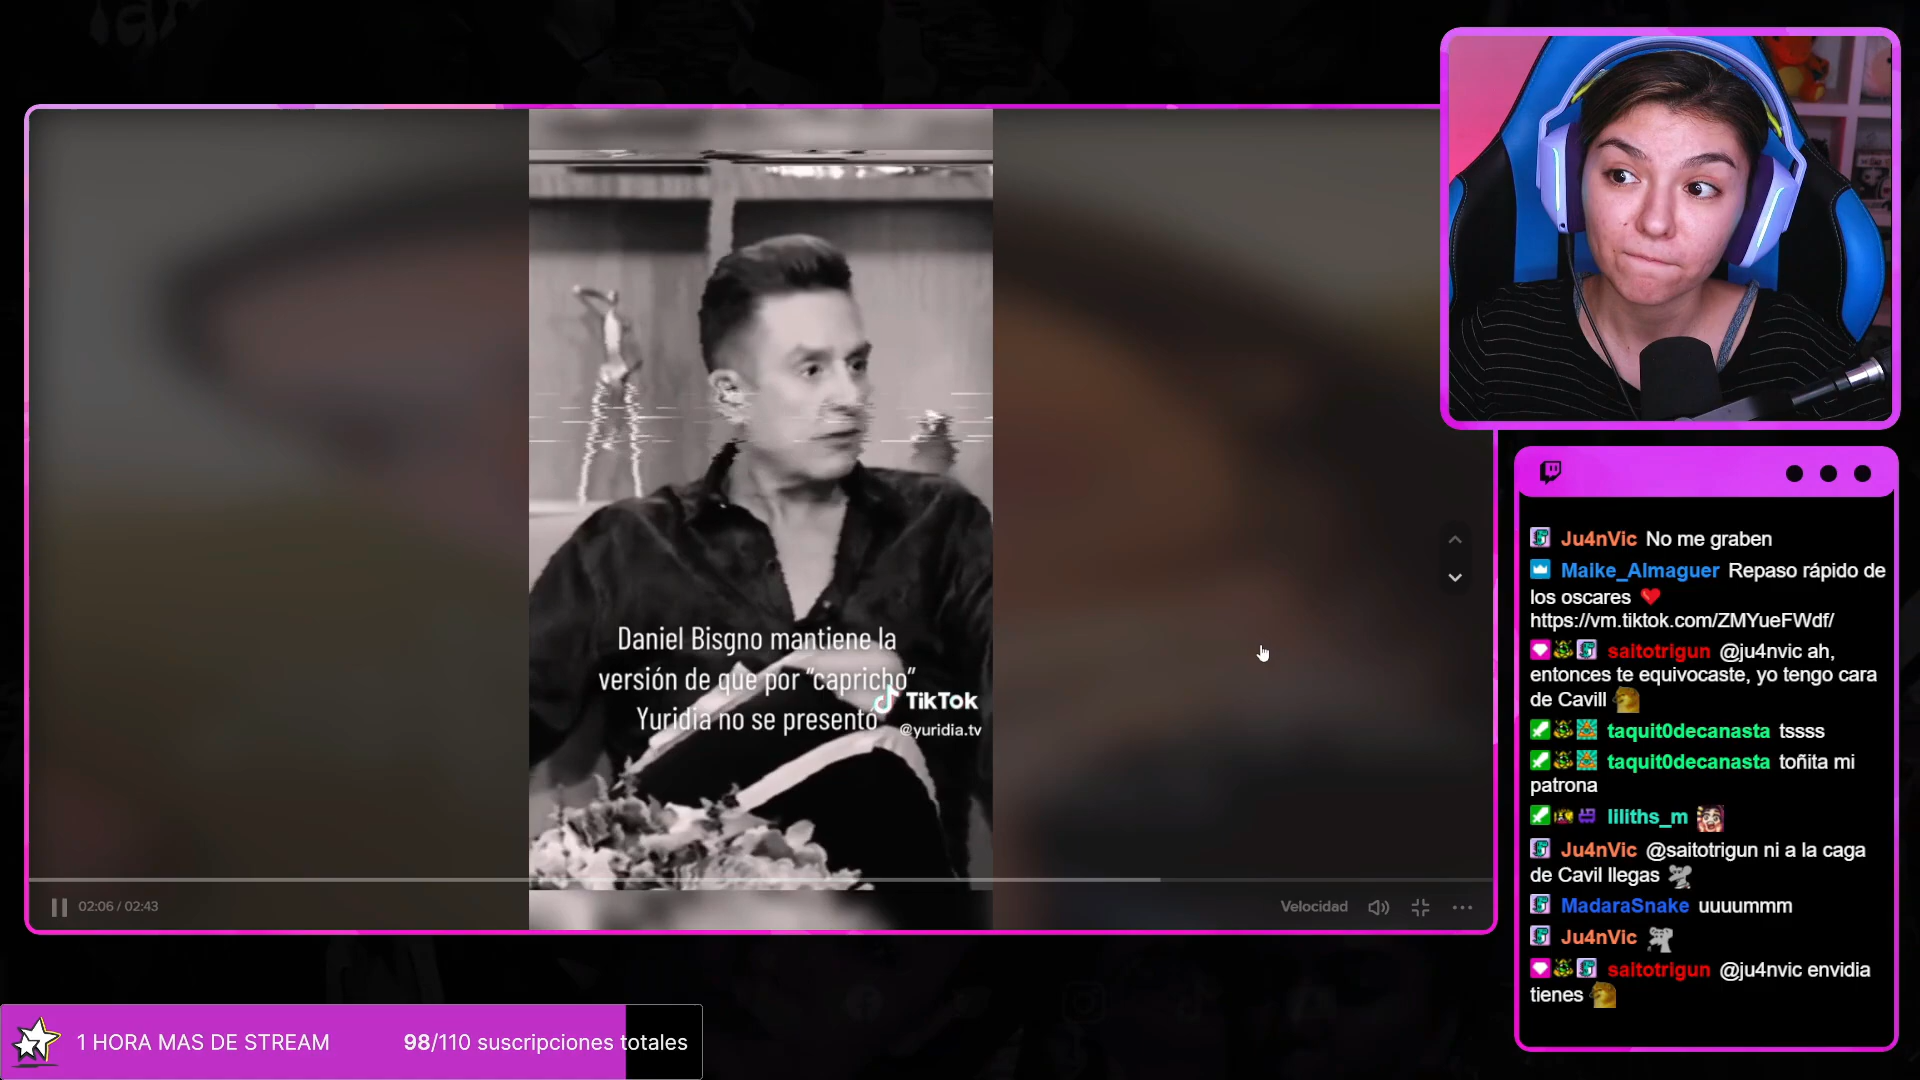 Daniel Bisgno mantiene la
versión de que por “capricho”
Yuridia no se presentó
TikTok
@yuridia.tv
02:06 / 02:43
Velocidad
Ju4nVic No me graben
Maike_Almaguer Repaso rápido de
los oscares
https://vm.tiktok.com/ZMYueFWdf/
saitotrigun @ju4nvic ah,
entonces te equivocaste, yo tengo cara
de Cavill
taquit0decanasta tssss
taquit0decanasta toñita mi
patrona
liliths_m
Ju4nVic @saitotrigun ni a la caga
de Cavil llegas
MadaraSnake uuuummm
Ju4nVic
saitotrigun @ju4nvic envidia
tienes
1 HORA MAS DE STREAM 98/110 suscripciones totales